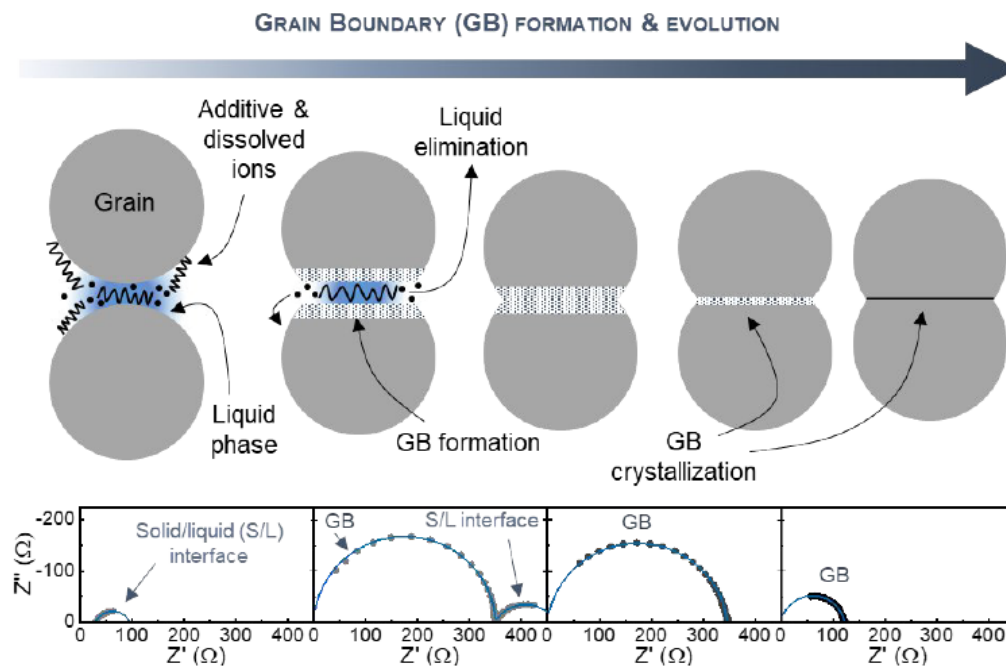 GRAIN BOUNDARY (GB) FORMATION & EVOLUTION
Additive &
dissolved
ions
Liquid
elimination
Grain
Liquid
phase
GB formation
GB
crystallization
-200
-100
0
Z'' (Ω)
Solid/liquid (S/L)
interface
GB
S/L interface
GB
GB
0 100 200 300 400
0 100 200 300 400
0 100 200 300 400
0 100 200 300 400
Z' (Ω)
Z' (Ω)
Z' (Ω)
Z' (Ω)